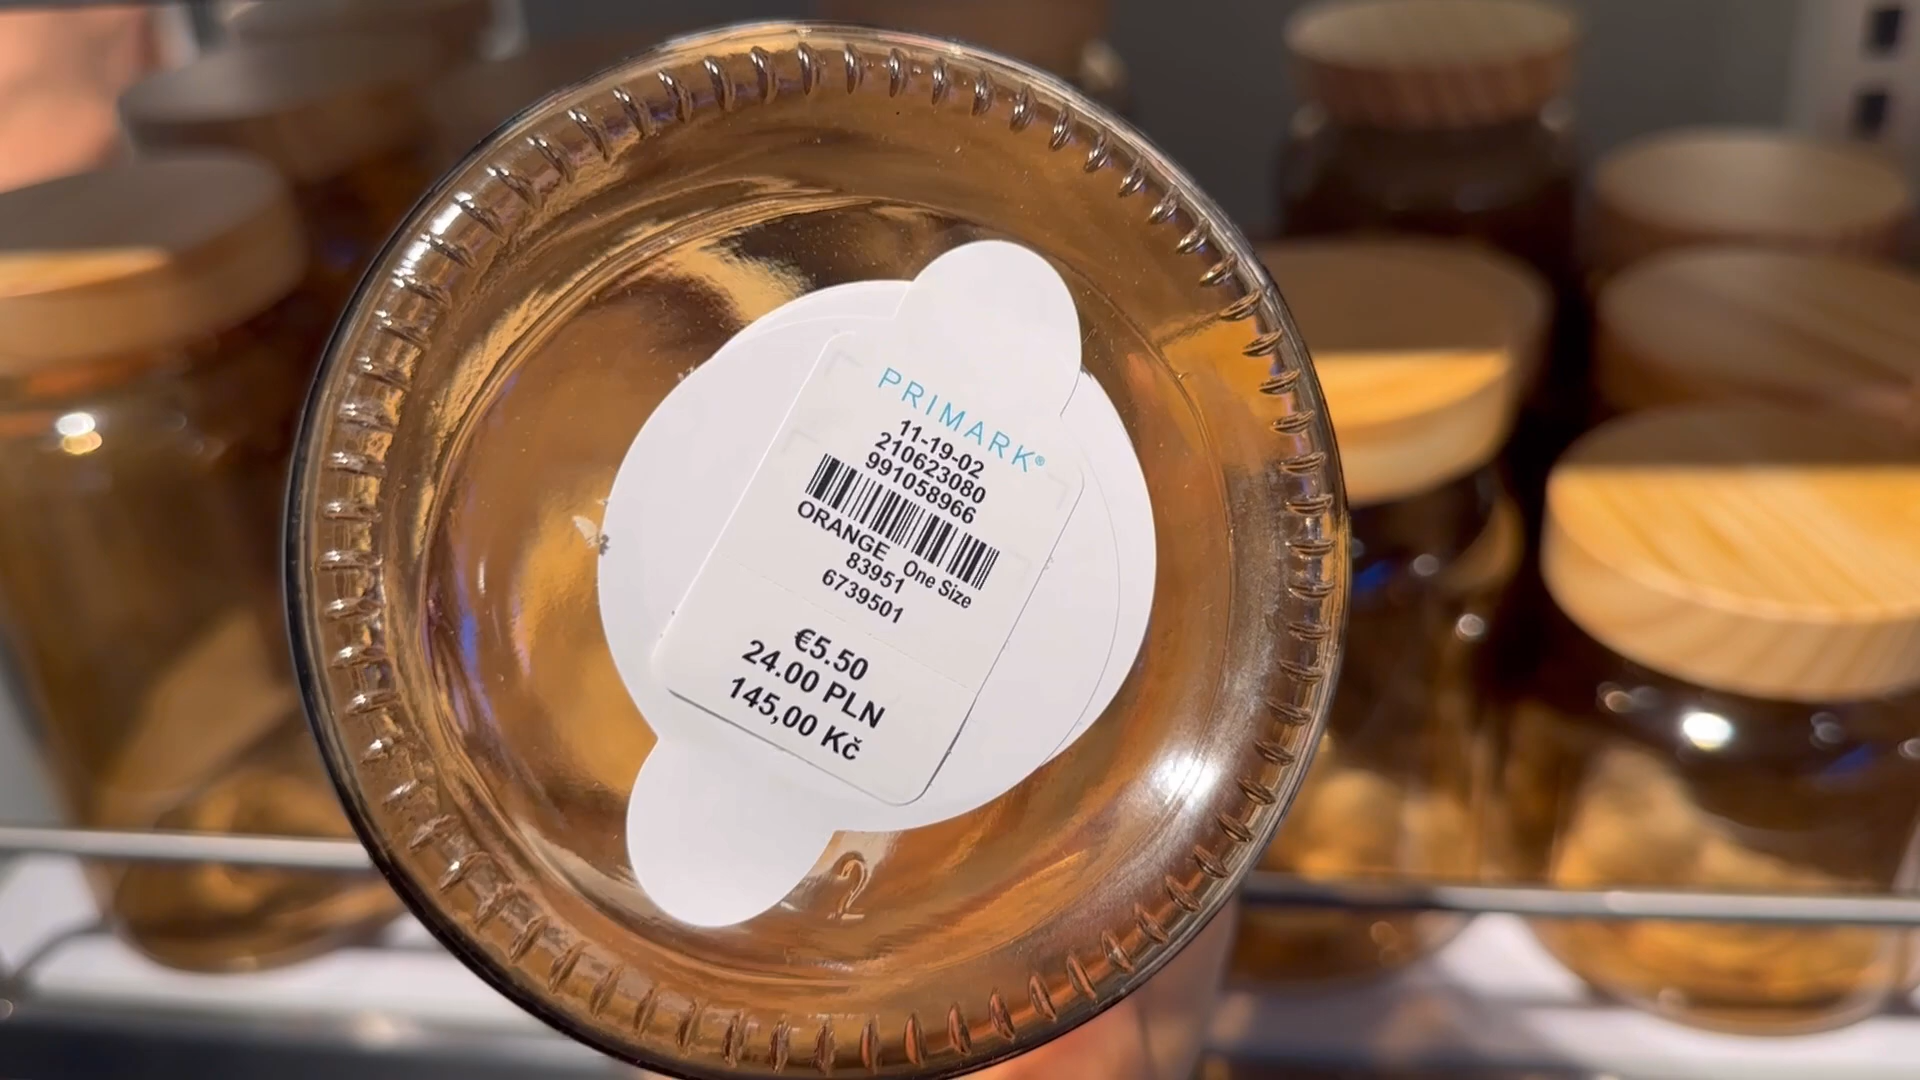 PRIMARK®
11-19-02
210623080
991058966
ORANGE One Size
83951
6739501
€5.50
24.00 PLN
145,00 Kč
2